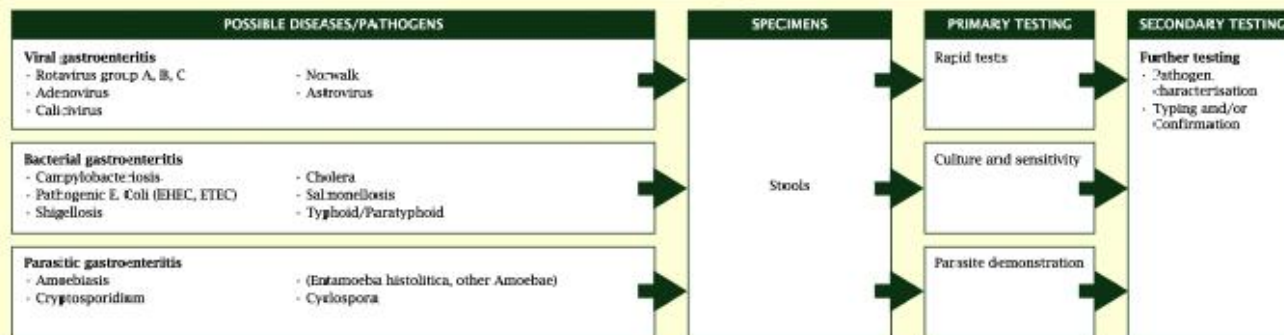 POSSIBLE DISEASES/PATHOGENS
Viral gastroenteritis
- Rotavirus group A, B, C
- Adenovirus
- Calicivirus
- Norwalk
- Astrovirus
Bacterial gastroenteritis
- Campylobacteriosis
- Pathogenic E. Coli (EHEC, ETEC)
- Shigellosis
- Cholera
- Salmonellosis
- Typhoid/Paratyphoid
Parasitic gastroenteritis
- Amoebiasis
- Cryptosporidium
- (Entamoeba histolitica, other Amoebae)
- Cyclospora
SPECIMENS
Stools
PRIMARY TESTING
Rapid tests
Culture and sensitivity
Parasite demonstration
SECONDARY TESTING
Further testing
- Pathogen
characterisation
- Typing and/or
Confirmation